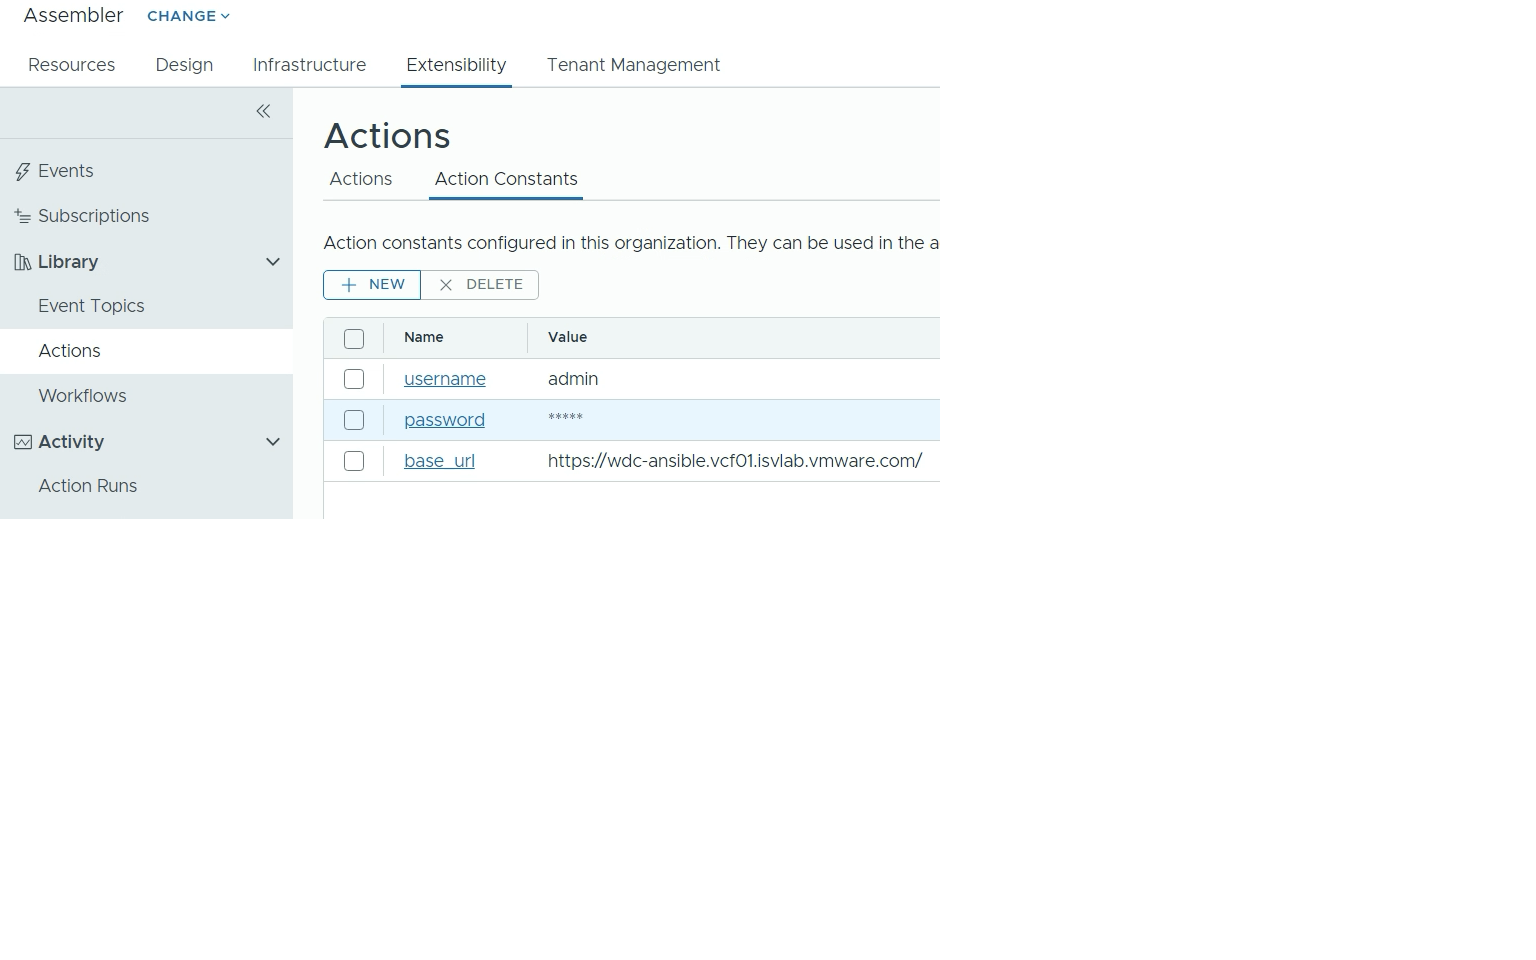 Assembler CHANGE
Resources Design Infrastructure Extensibility Tenant Management
Actions
Actions Action Constants
Events
Subscriptions
Library
Event Topics
Actions
Workflows
Activity
Action Runs
Action constants configured in this organization. They can be used in the a
NEW DELETE
Name Value
username admin
password *****
base_url https://wdc-ansible.vcf01.isvlab.vmware.com/